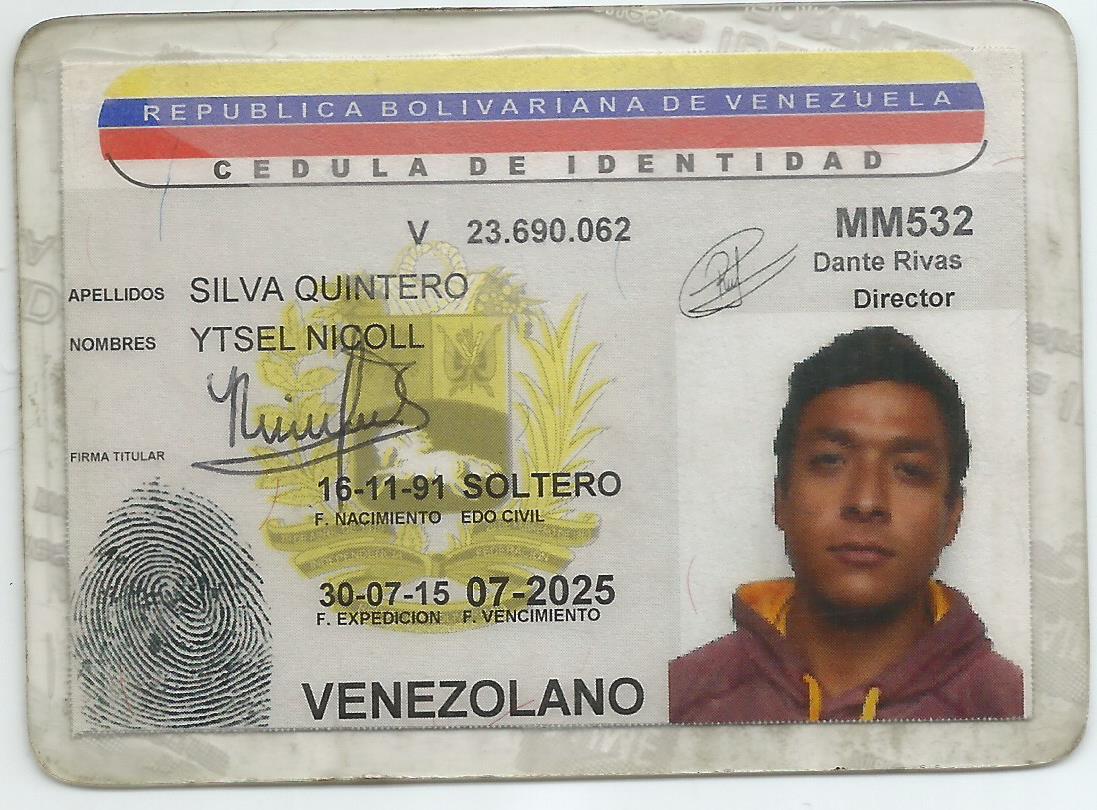 REPUBLICA BOLIVARIANA DE VENEZUELA
CEDULA DE IDENTIDAD
V 23.690.062
MM532
Dante Rivas
Director
APELLIDOS SILVA QUINTERO
NOMBRES YTSEL NICOLL
FIRMA TITULAR
16-11-91 SOLTERO
F. NACIMIENTO EDO CIVIL
30-07-15 07-2025
F. EXPEDICION F. VENCIMIENTO
VENEZOLANO